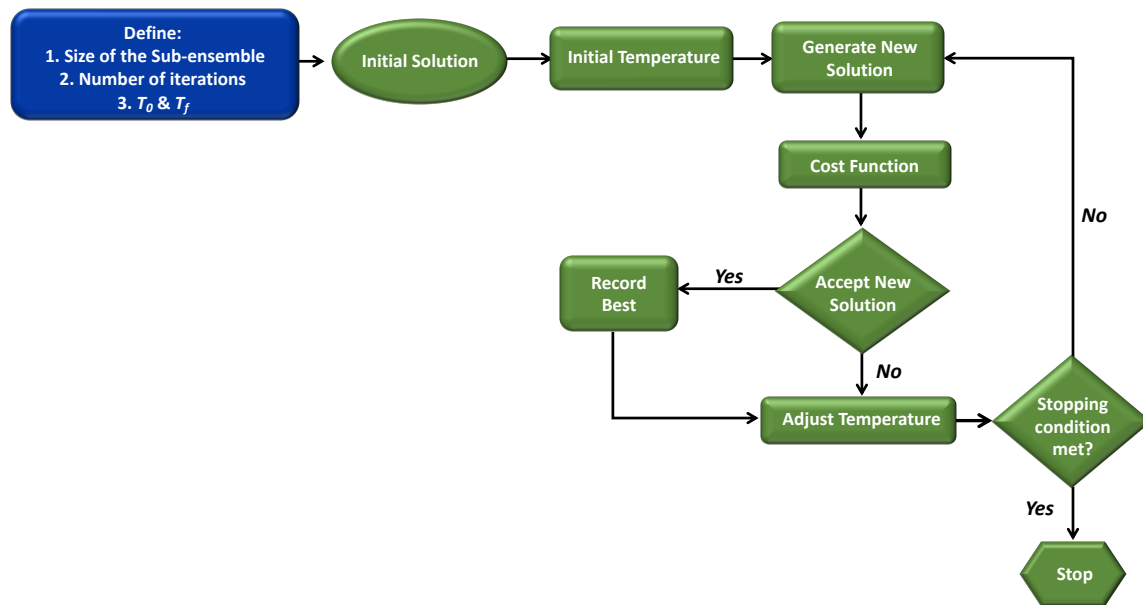 Define:
1. Size of the Sub-ensemble
2. Number of iterations
3. T₀ & T_f
Initial Solution
Initial Temperature
Generate New
Solution
Cost Function
No
Accept New
Solution
Yes
Record
Best
No
Adjust Temperature
Stopping
condition
met?
Yes
Stop